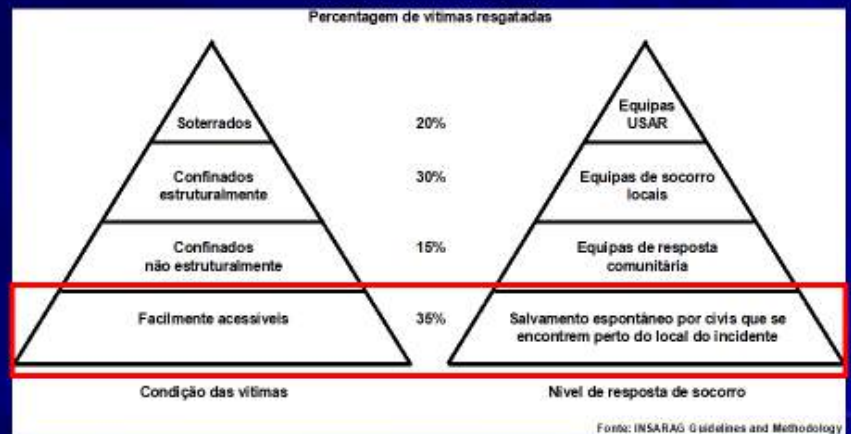 Percentagem de vítimas resgatadas
Soterrados
20%
Equipas
USAR
Confinados
estruturalmente
30%
Equipas de socorro
locais
Confinados
não estruturalmente
15%
Equipas de resposta
comunitária
Facilmente acessíveis
35%
Salvamento espontâneo por civis que se
encontrem perto do local do incidente
Condição das vítimas
Nível de resposta de socorro
Fonte: INSARAG Guidelines and Methodology